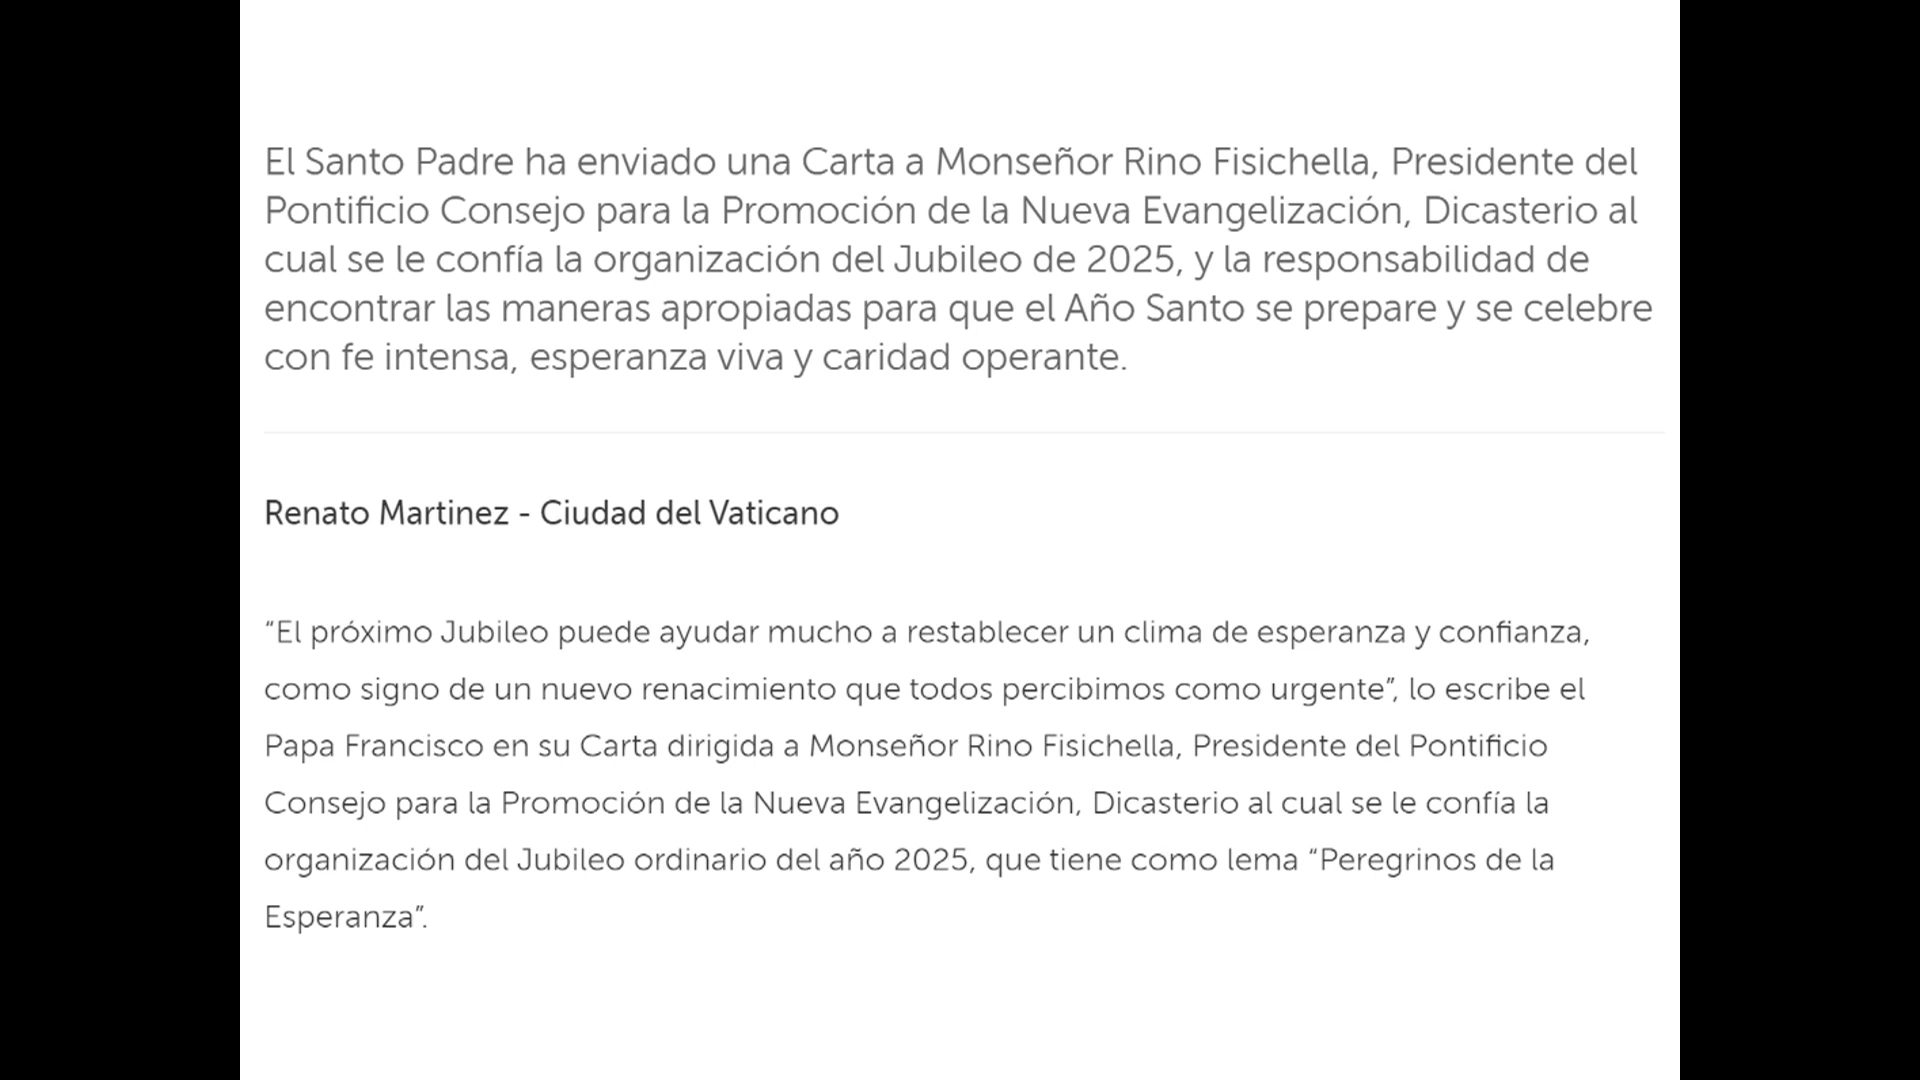 El Santo Padre ha enviado una Carta a Monseñor Rino Fisichella, Presidente del
Pontificio Consejo para la Promoción de la Nueva Evangelización, Dicasterio al
cual se le confía la organización del Jubileo de 2025, y la responsabilidad de
encontrar las maneras apropiadas para que el Año Santo se prepare y se celebre
con fe intensa, esperanza viva y caridad operante.
Renato Martinez - Ciudad del Vaticano
“El próximo Jubileo puede ayudar mucho a restablecer un clima de esperanza y confianza,
como signo de un nuevo renacimiento que todos percibimos como urgente”, lo escribe el
Papa Francisco en su Carta dirigida a Monseñor Rino Fisichella, Presidente del Pontificio
Consejo para la Promoción de la Nueva Evangelización, Dicasterio al cual se le confía la
organización del Jubileo ordinario del año 2025, que tiene como lema “Peregrinos de la
Esperanza”.